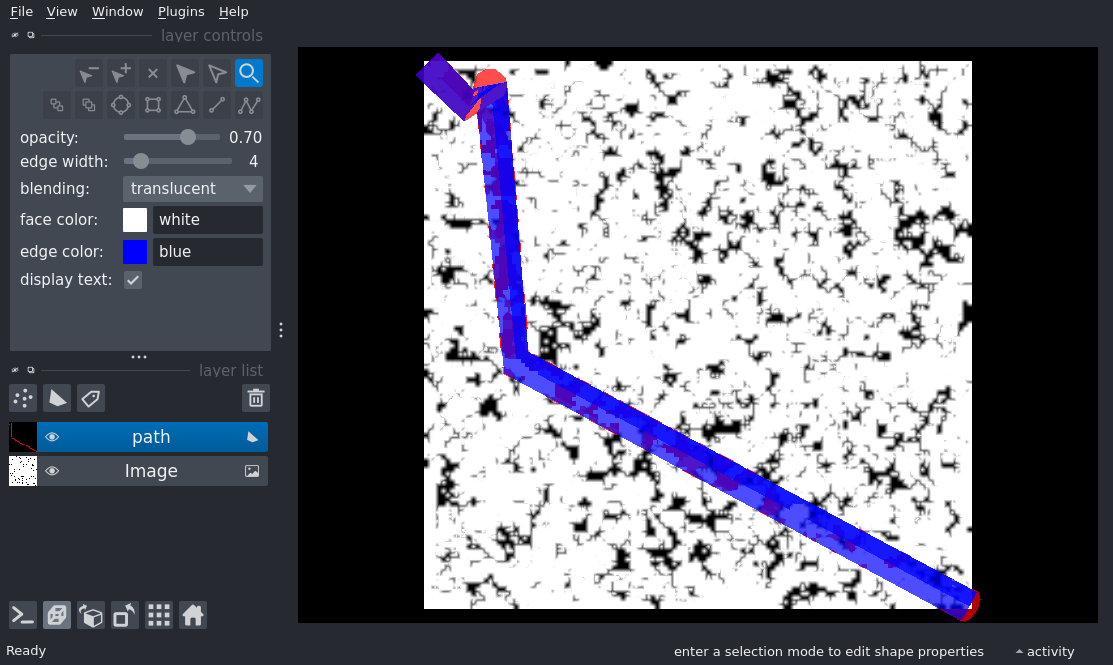 File View Window Plugins Help
layer controls
opacity: 0.70
edge width: 4
blending: translucent
face color: white
edge color: blue
display text:
layer list
path
Image
Ready
enter a selection mode to edit shape properties activity